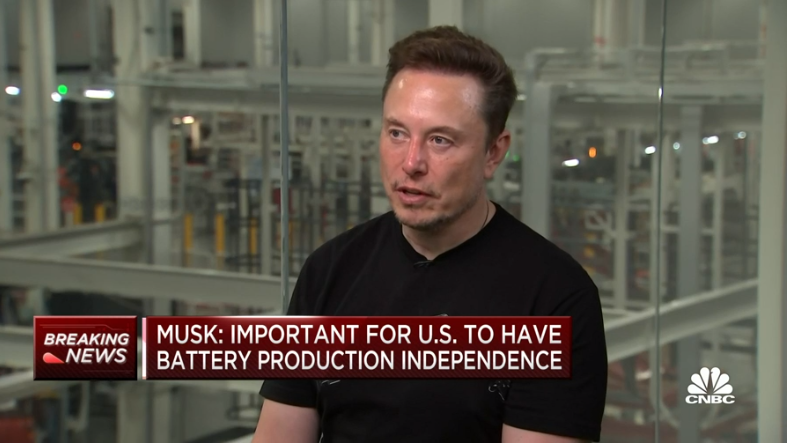 BREAKING
NEWS
MUSK: IMPORTANT FOR U.S. TO HAVE
BATTERY PRODUCTION INDEPENDENCE
CNBC